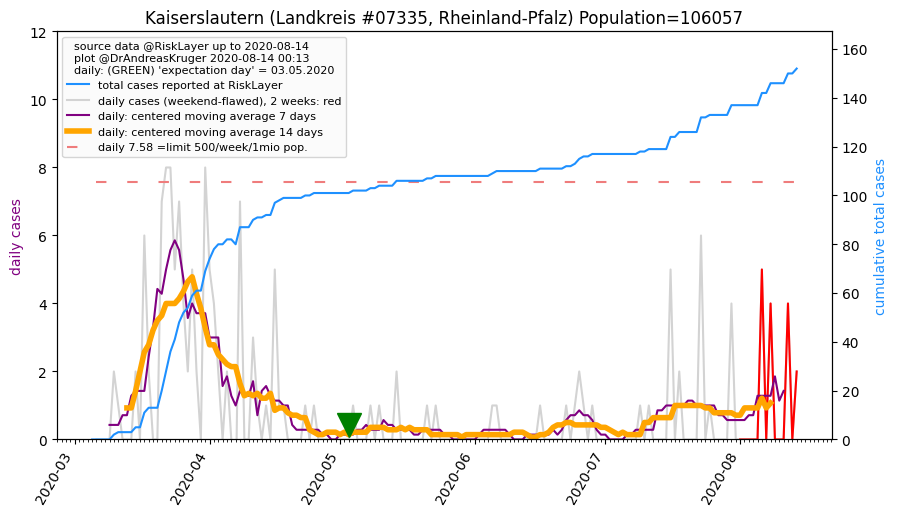 Kaiserslautern (Landkreis #07335, Rheinland-Pfalz) Population=106057
source data @RiskLayer up to 2020-08-14
plot @DrAndreasKruger 2020-08-14 00:13
daily: (GREEN) 'expectation day' = 03.05.2020
total cases reported at RiskLayer
daily cases (weekend-flawed), 2 weeks: red
daily: centered moving average 7 days
daily: centered moving average 14 days
daily 7.58 =limit 500/week/1mio pop.
daily cases
12
10
8
6
4
2
0
cumulative total cases
160
140
120
100
80
60
40
20
0
2020-03
2020-04
2020-05
2020-06
2020-07
2020-08